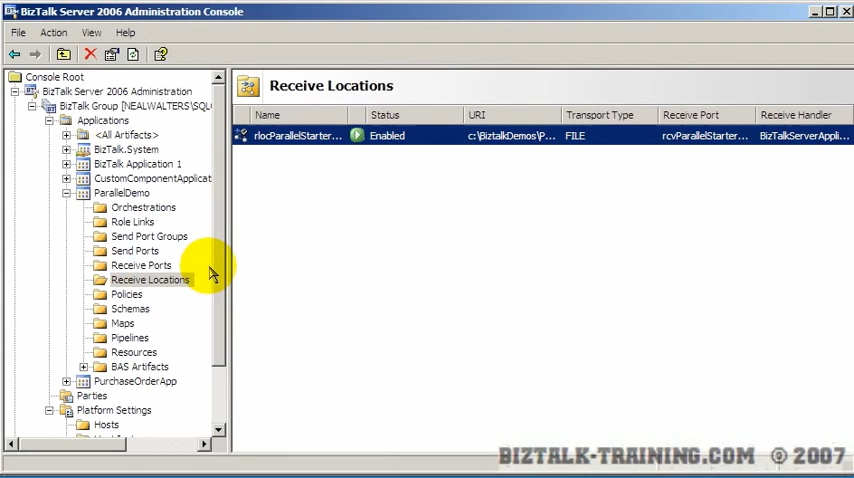 BizTalk Server 2006 Administration Console
File Action View Help
Console Root
BizTalk Server 2006 Administration
BizTalk Group [NEALWALTERS\SQL
Applications
<All Artifacts>
BizTalk.System
BizTalk Application 1
CustomComponentApplicat
ParallelDemo
Orchestrations
Role Links
Send Port Groups
Send Ports
Receive Ports
Receive Locations
Policies
Schemas
Maps
Pipelines
Resources
BAS Artifacts
PurchaseOrderApp
Parties
Platform Settings
Hosts
Receive Locations
Name Status URI Transport Type Receive Port Receive Handler
rlocParallelStarter... Enabled c:\BiztalkDemos\P... FILE rcvParallelStarter... BizTalkServerAppli...
BIZTALK-TRAINING.COM @ 2007